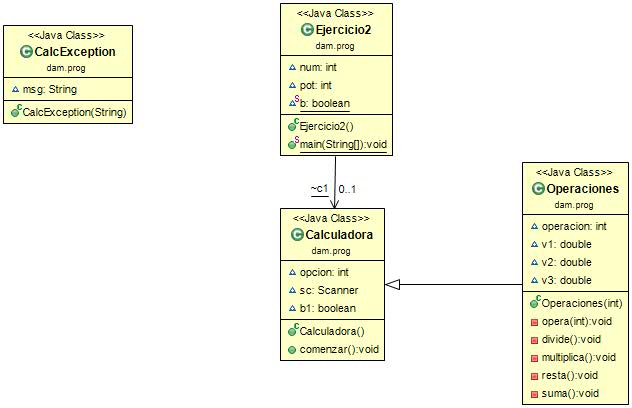 <<Java Class>>
CalcException
dam.prog
msg: String
CalcException(String)
<<Java Class>>
Ejercicio2
dam.prog
num: int
pot: int
b: boolean
Ejercicio2()
main(String[]):void
~c1
0..1
<<Java Class>>
Calculadora
dam.prog
opcion: int
sc: Scanner
b1: boolean
Calculadora()
comenzar():void
<<Java Class>>
Operaciones
dam.prog
operacion: int
v1: double
v2: double
v3: double
Operaciones(int)
opera(int):void
divide():void
multiplica():void
resta():void
suma():void